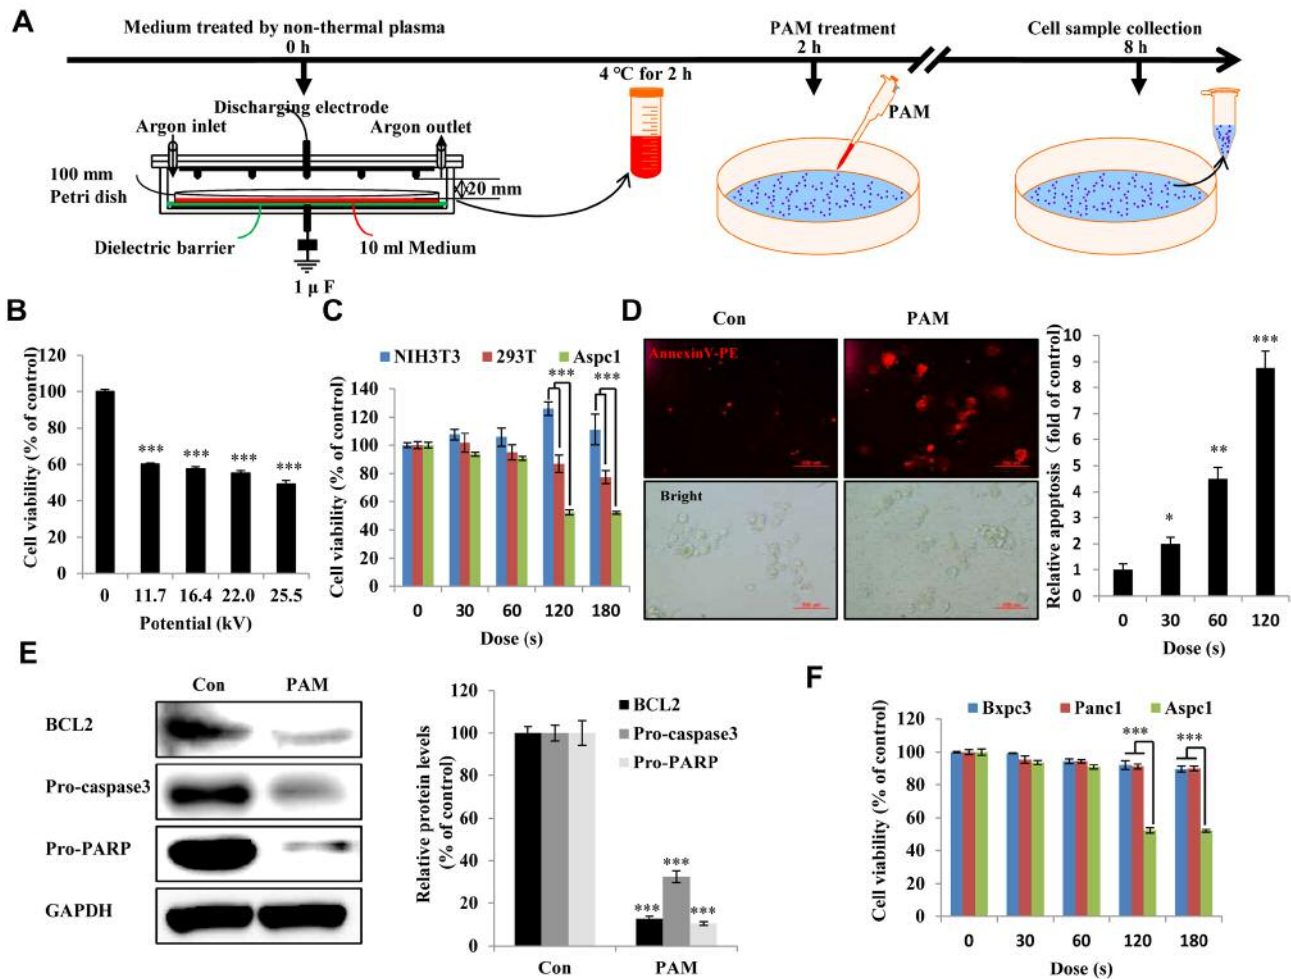 A
Medium treated by non-thermal plasma
0 h
PAM treatment
2 h
Cell sample collection
8 h
4 ℃ for 2 h
Discharging electrode
Argon inlet
Argon outlet
PAM
100 mm
Petri dish
20 mm
Dielectric barrier
10 ml Medium
1 μ F
B
Cell viability (% of control)
120
100
80
60
40
20
0
*** *** *** ***
0 11.7 16.4 22.0 25.5
Potential (kV)
C
NIH3T3 293T Aspc1
Cell viability (% of control)
140
120
100
80
60
40
20
0
*** ***
0 30 60 120 180
Dose (s)
D
Con PAM
AnnexinV-PE
Bright
Relative apoptosis (fold of control)
10
9
8
7
6
5
4
3
2
1
0
* ** ***
0 30 60 120
Dose (s)
E
Con PAM
BCL2
Pro-caspase3
Pro-PARP
GAPDH
Relative protein levels
(% of control)
120
100
80
60
40
20
0
BCL2
Pro-caspase3
Pro-PARP
*** *** ***
Con PAM
F
Bxpc3 Panc1 Aspc1
Cell viability (% of control)
120
100
80
60
40
20
0
*** ***
0 30 60 120 180
Dose (s)